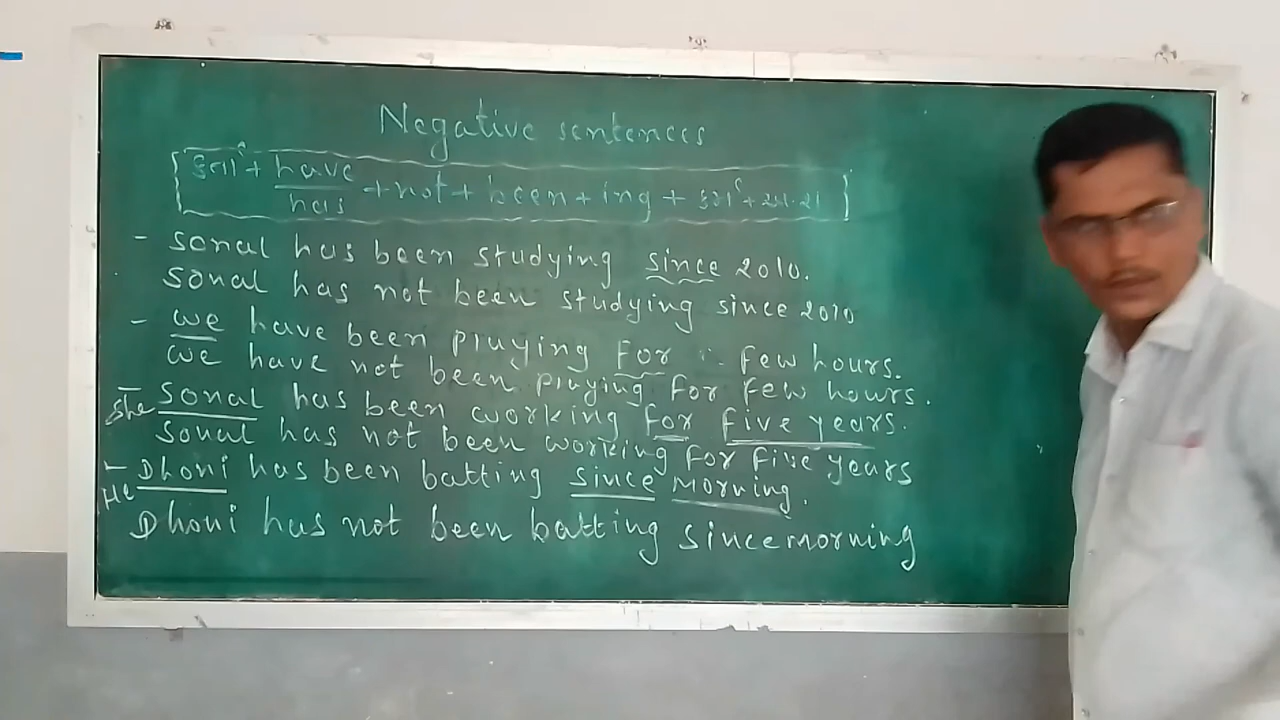 Negative sentences
કર્તા + have / has + not + been + ing + કર્મ +
- Sonal has been studying since 2010.
Sonal has not been studying since 2010
- we have been playing For few hours.
we have not been playing for few hours.
- Sonal has been working for five years.
She
Sonal has not been working for five years
- Dhoni has been batting since morning.
He
Dhoni has not been batting since morning